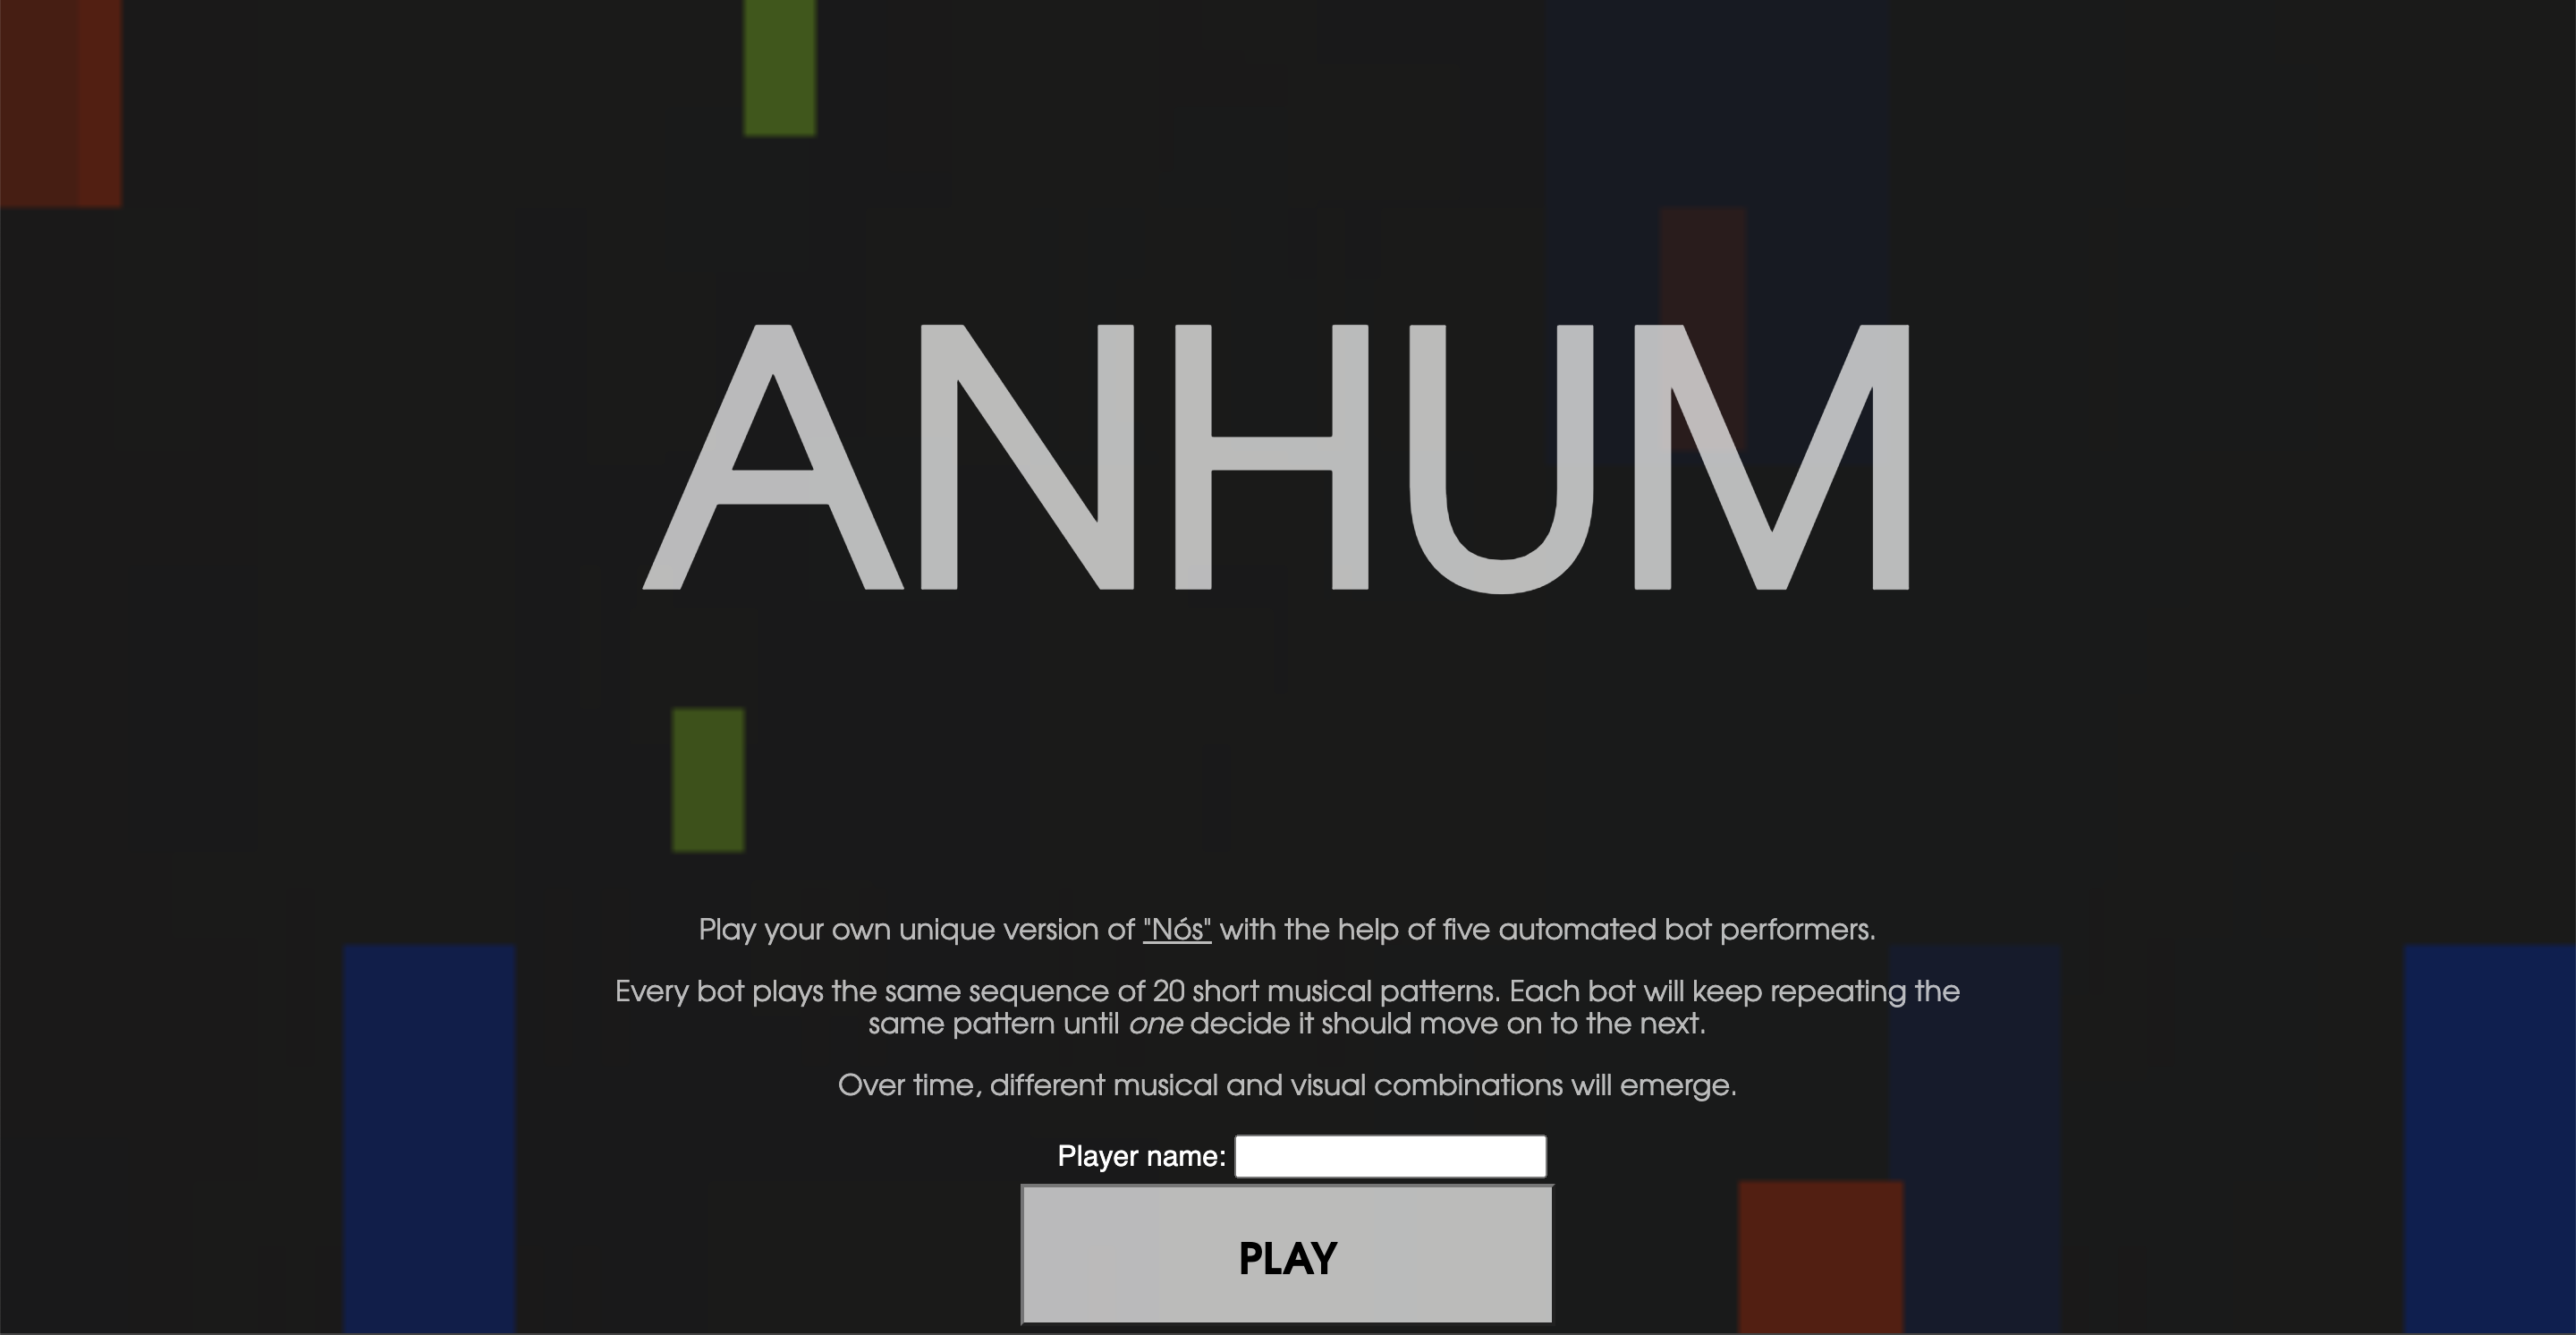 ANHUM
Play your own unique version of "Nós" with the help of five automated bot performers.
Every bot plays the same sequence of 20 short musical patterns. Each bot will keep repeating the
same pattern until one decide it should move on to the next.
Over time, different musical and visual combinations will emerge.
Player name:
PLAY